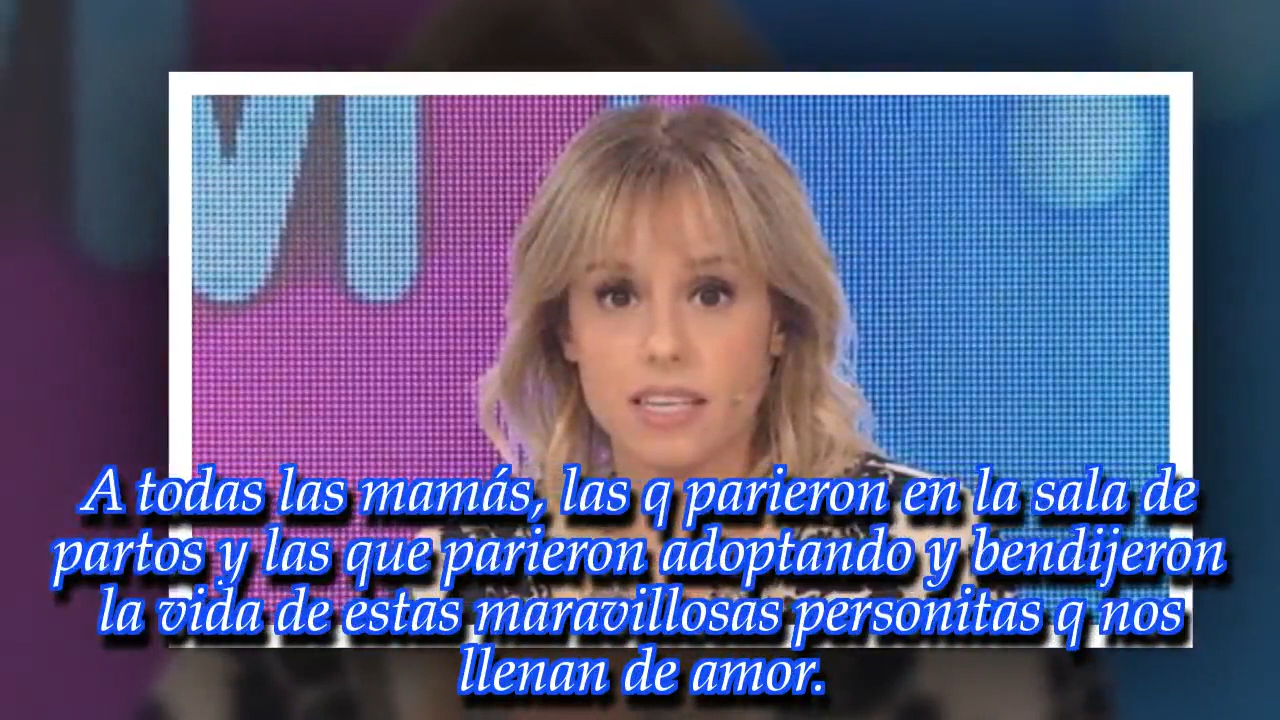 A todas las mamás, las q parieron en la sala de
partos y las que parieron adoptando y bendijeron
la vida de estas maravillosas personitas q nos
llenan de amor.